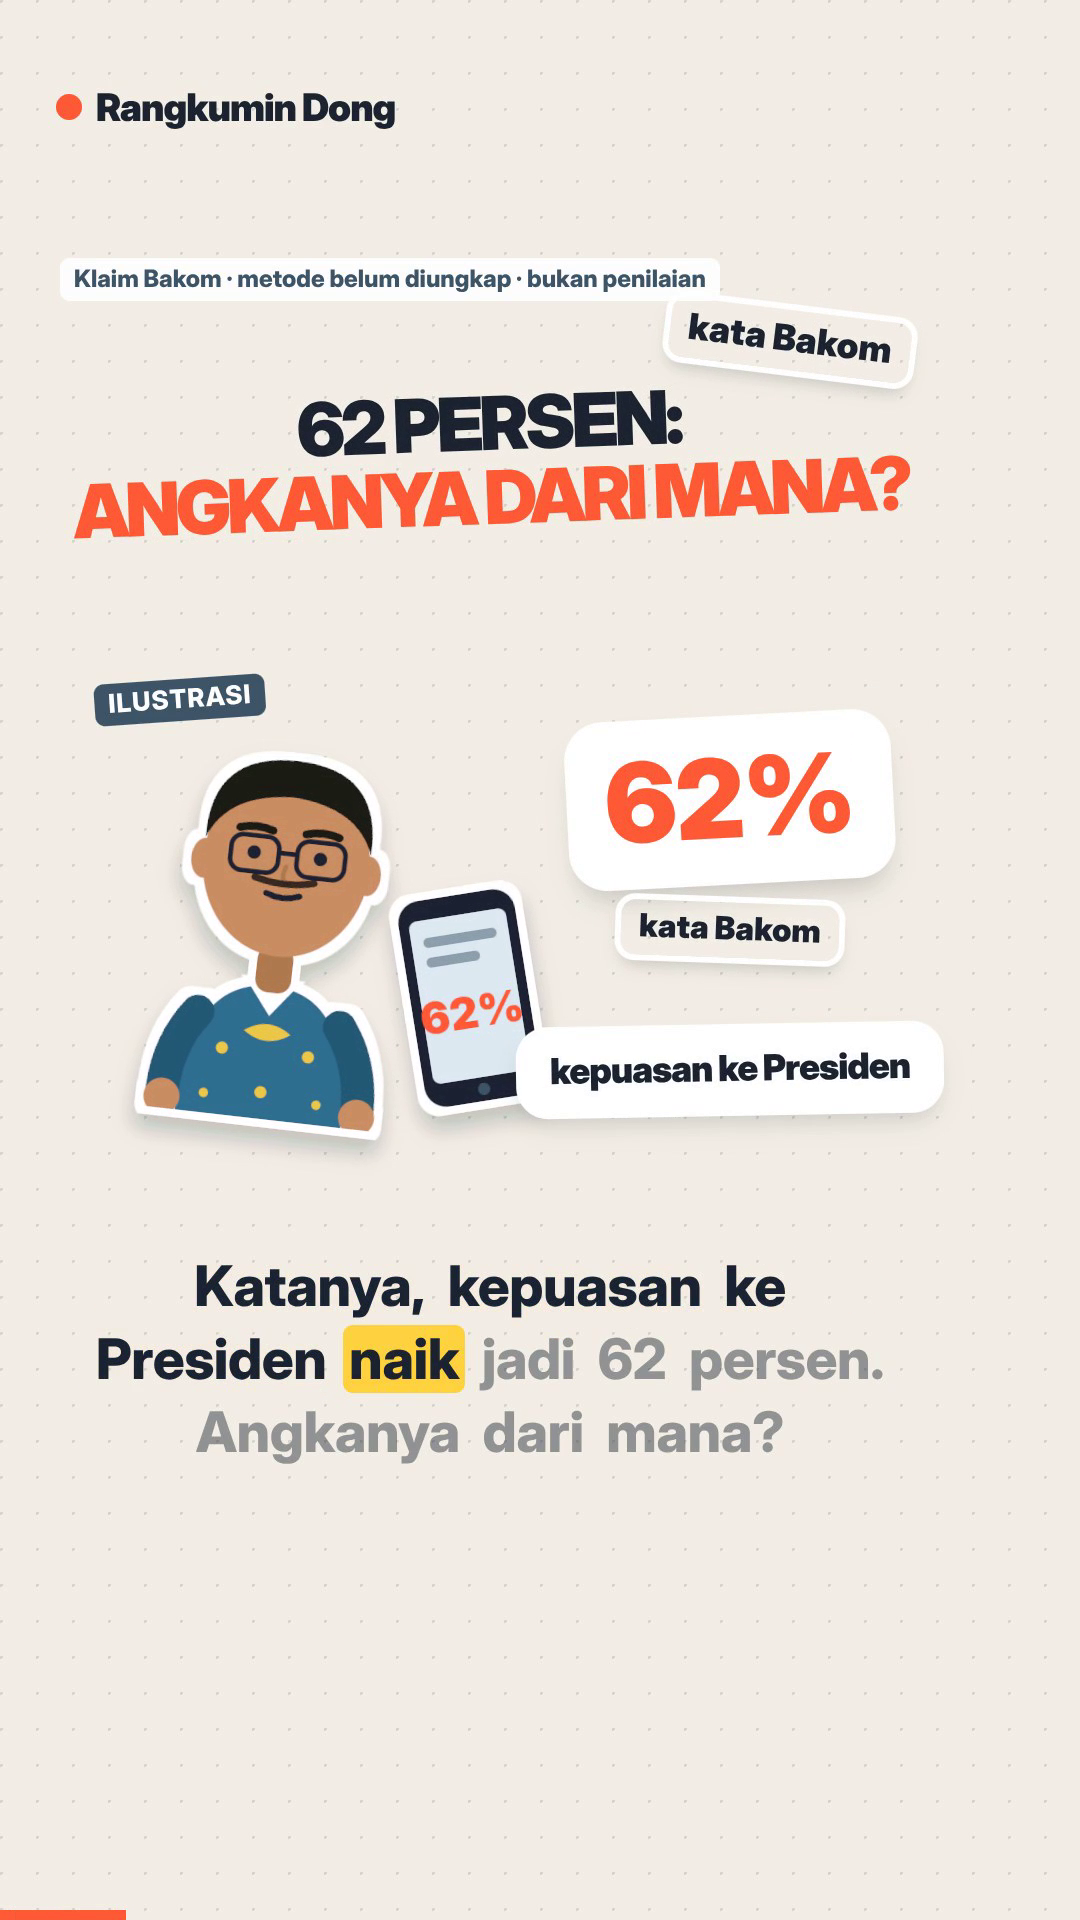 Rangkumin Dong
Klaim Bakom · metode belum diungkap · bukan penilaian
kata Bakom
62 PERSEN:
ANGKANYA DARI MANA?
ILUSTRASI
62%
kata Bakom
62%
kepuasan ke Presiden
Katanya, kepuasan ke
Presiden naik jadi 62 persen.
Angkanya dari mana?